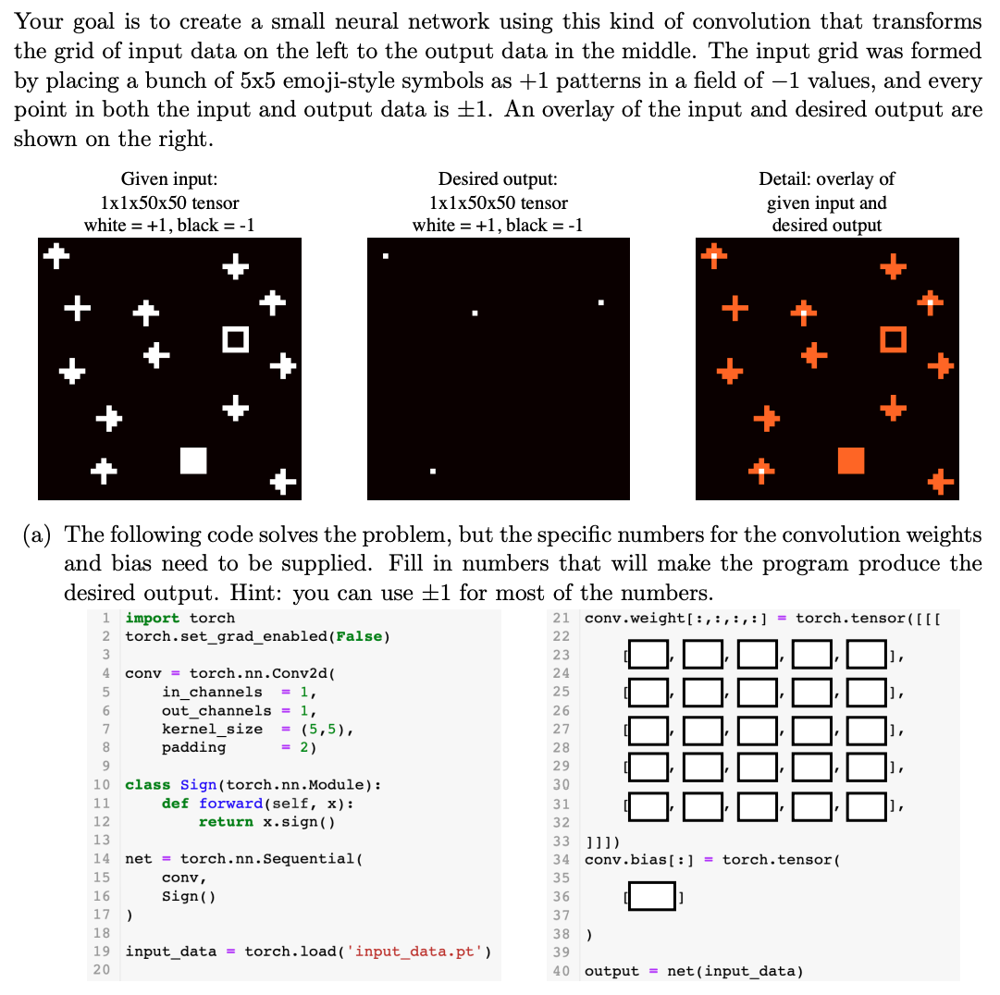 Your goal is to create a small neural network using this kind of convolution that transforms
the grid of input data on the left to the output data in the middle. The input grid was formed
by placing a bunch of 5x5 emoji-style symbols as +1 patterns in a field of −1 values, and every
point in both the input and output data is ±1. An overlay of the input and desired output are
shown on the right.
Given input:
1x1x50x50 tensor
white = +1, black = -1
Desired output:
1x1x50x50 tensor
white = +1, black = -1
Detail: overlay of
given input and
desired output
(a) The following code solves the problem, but the specific numbers for the convolution weights
and bias need to be supplied. Fill in numbers that will make the program produce the
desired output. Hint: you can use ±1 for most of the numbers.
1 import torch
2 torch.set_grad_enabled(False)
3
4 conv = torch.nn.Conv2d(
5     in_channels  = 1,
6     out_channels = 1,
7     kernel_size  = (5,5),
8     padding      = 2)
9
10 class Sign(torch.nn.Module):
11     def forward(self, x):
12         return x.sign()
13
14 net = torch.nn.Sequential(
15     conv,
16     Sign()
17 )
18
19 input_data = torch.load('input_data.pt')
20
21 conv.weight[:,:,:,:] = torch.tensor([[[
22
23 [ , , , , ],
24
25 [ , , , , ],
26
27 [ , , , , ],
28
29 [ , , , , ],
30
31 [ , , , , ],
32
33 ]]])
34 conv.bias[:] = torch.tensor(
35
36 [ ]
37
38 )
39
40 output = net(input_data)